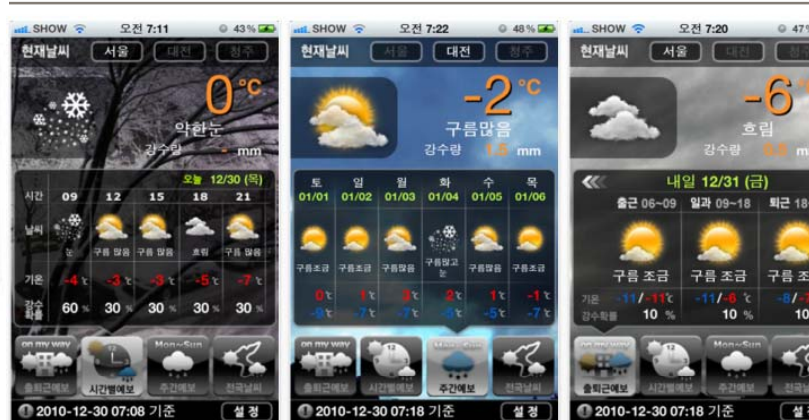 SHOW 오전 7:11 43%
현재날씨 서울 대전 청주
0°C
약한눈
강수량 - mm
오늘 12/30 (목)
시간 09 12 15 18 21
날씨 눈 구름 많음 구름 많음 흐림 구름 많음
기온 -4℃ -3℃ -3℃ -5℃ -7℃
강수확률 60 % 30 % 30 % 30 % 30 %
on my way Mon~Sun
출퇴근예보 시간별예보 주간예보 전국날씨
2010-12-30 07:08 기준 설정
SHOW 오전 7:22 48%
현재날씨 서울 대전 청주
-2°C
구름많음
강수량 1.5 mm
토 일 월 화 수 목
01/01 01/02 01/03 01/04 01/05 01/06
구름조금 구름조금 구름많음 구름많고 눈 구름많음 구름조금
0℃ 1℃ 3℃ 2℃ 1℃ -1℃
-9℃ -7℃ -7℃ -5℃ -5℃ -7℃
on my way Mon~Sun
출퇴근예보 시간별예보 주간예보 전국날씨
2010-12-30 07:18 기준 설정
SHOW 오전 7:20 47
현재날씨 서울 대전
-6°
흐림
강수량 m
내일 12/31 (금)
출근 06~09 일과 09~18 퇴근 18~
구름 조금 구름 조금 구름 조
기온 -11/-11℃ -11/-6 ℃ -8/-
강수확률 10 % 10 % 10
on my way Mon~Sun
출퇴근예보 시간별예보 주간예보 전국날씨
2010-12-30 07:18 기준 설